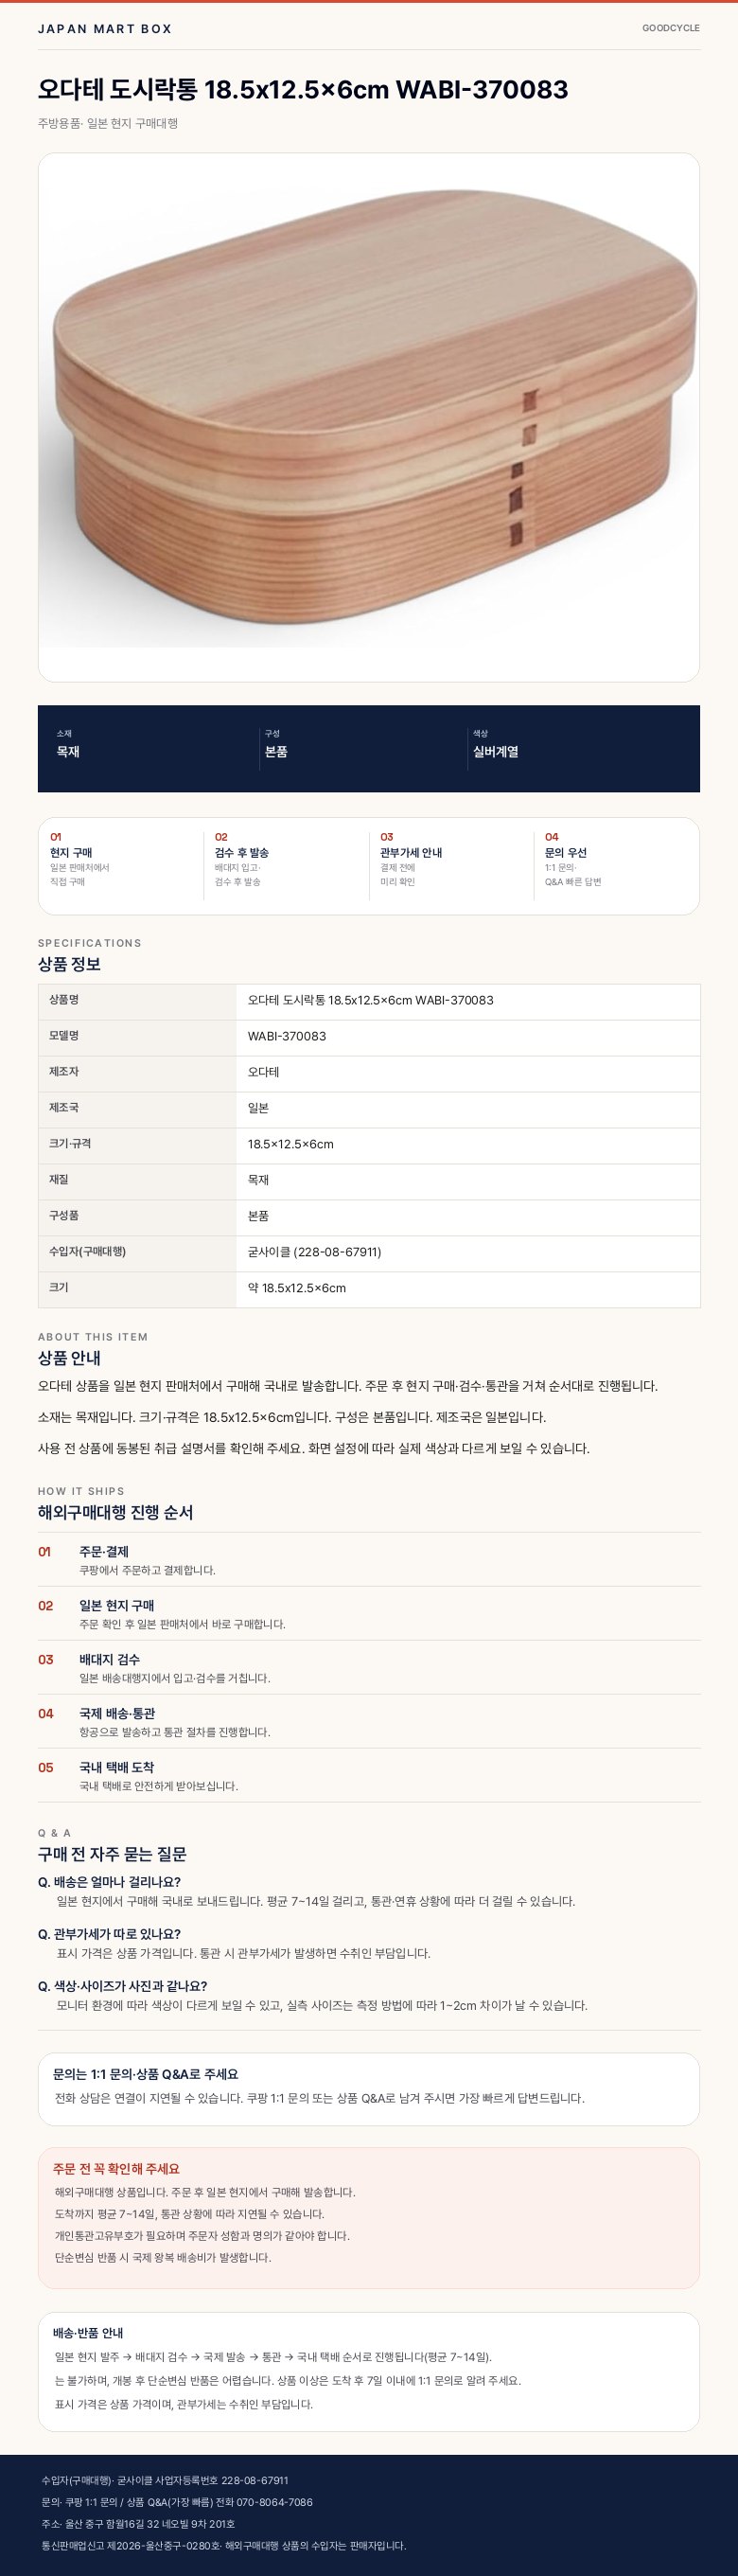 JAPAN MART BOX
GOODCYCLE
오다테 도시락통 18.5x12.5×6cm WABI-370083
주방용품· 일본 현지 구매대행
소재
목재
구성
본품
색상
실버계열
01
현지 구매
일본 판매처에서
직접 구매
02
검수 후 발송
배대지 입고·
검수 후 발송
03
관부가세 안내
결제 전에
미리 확인
04
문의 우선
1:1 문의·
Q&A 빠른 답변
SPECIFICATIONS
상품 정보
상품명 오다테 도시락통 18.5x12.5×6cm WABI-370083
모델명 WABI-370083
제조자 오다테
제조국 일본
크기·규격 18.5×12.5×6cm
재질 목재
구성품 본품
수입자(구매대행) 굳사이클 (228-08-67911)
크기 약 18.5x12.5×6cm
ABOUT THIS ITEM
상품 안내
오다테 상품을 일본 현지 판매처에서 구매해 국내로 발송합니다. 주문 후 현지 구매·검수·통관을 거쳐 순서대로 진행됩니다.
소재는 목재입니다. 크기·규격은 18.5x12.5×6cm입니다. 구성은 본품입니다. 제조국은 일본입니다.
사용 전 상품에 동봉된 취급 설명서를 확인해 주세요. 화면 설정에 따라 실제 색상과 다르게 보일 수 있습니다.
HOW IT SHIPS
해외구매대행 진행 순서
01 주문·결제
쿠팡에서 주문하고 결제합니다.
02 일본 현지 구매
주문 확인 후 일본 판매처에서 바로 구매합니다.
03 배대지 검수
일본 배송대행지에서 입고·검수를 거칩니다.
04 국제 배송·통관
항공으로 발송하고 통관 절차를 진행합니다.
05 국내 택배 도착
국내 택배로 안전하게 받아보십니다.
Q & A
구매 전 자주 묻는 질문
Q. 배송은 얼마나 걸리나요?
일본 현지에서 구매해 국내로 보내드립니다. 평균 7~14일 걸리고, 통관·연휴 상황에 따라 더 걸릴 수 있습니다.
Q. 관부가세가 따로 있나요?
표시 가격은 상품 가격입니다. 통관 시 관부가세가 발생하면 수취인 부담입니다.
Q. 색상·사이즈가 사진과 같나요?
모니터 환경에 따라 색상이 다르게 보일 수 있고, 실측 사이즈는 측정 방법에 따라 1~2cm 차이가 날 수 있습니다.
문의는 1:1 문의·상품 Q&A로 주세요
전화 상담은 연결이 지연될 수 있습니다. 쿠팡 1:1 문의 또는 상품 Q&A로 남겨 주시면 가장 빠르게 답변드립니다.
주문 전 꼭 확인해 주세요
해외구매대행 상품입니다. 주문 후 일본 현지에서 구매해 발송합니다.
도착까지 평균 7~14일, 통관 상황에 따라 지연될 수 있습니다.
개인통관고유부호가 필요하며 주문자 성함과 명의가 같아야 합니다.
단순변심 반품 시 국제 왕복 배송비가 발생합니다.
배송·반품 안내
일본 현지 발주 → 배대지 검수 → 국제 발송 → 통관 → 국내 택배 순서로 진행됩니다(평균 7~14일).
는 불가하며, 개봉 후 단순변심 반품은 어렵습니다. 상품 이상은 도착 후 7일 이내에 1:1 문의로 알려 주세요.
표시 가격은 상품 가격이며, 관부가세는 수취인 부담입니다.
수입자(구매대행)· 굳사이클 사업자등록번호 228-08-67911
문의· 쿠팡 1:1 문의 / 상품 Q&A(가장 빠름) 전화 070-8064-7086
주소· 울산 중구 함월16길 32 네오빌 9차 201호
통신판매업신고 제2026-울산중구-0280호· 해외구매대행 상품의 수입자는 판매자입니다.